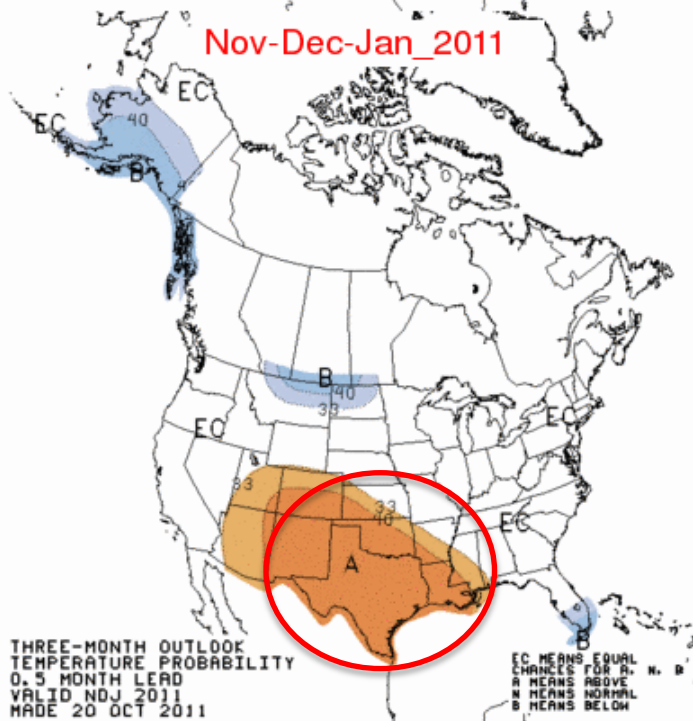 Nov-Dec-Jan_2011
EC
EC
40
B
B
40
33
EC
EC
33
33
40
EC
A
B
THREE-MONTH OUTLOOK
TEMPERATURE PROBABILITY
0.5 MONTH LEAD
VALID NDJ 2011
MADE 20 OCT 2011
EC MEANS EQUAL
CHANCES FOR A, N, B
A MEANS ABOVE
N MEANS NORMAL
B MEANS BELOW